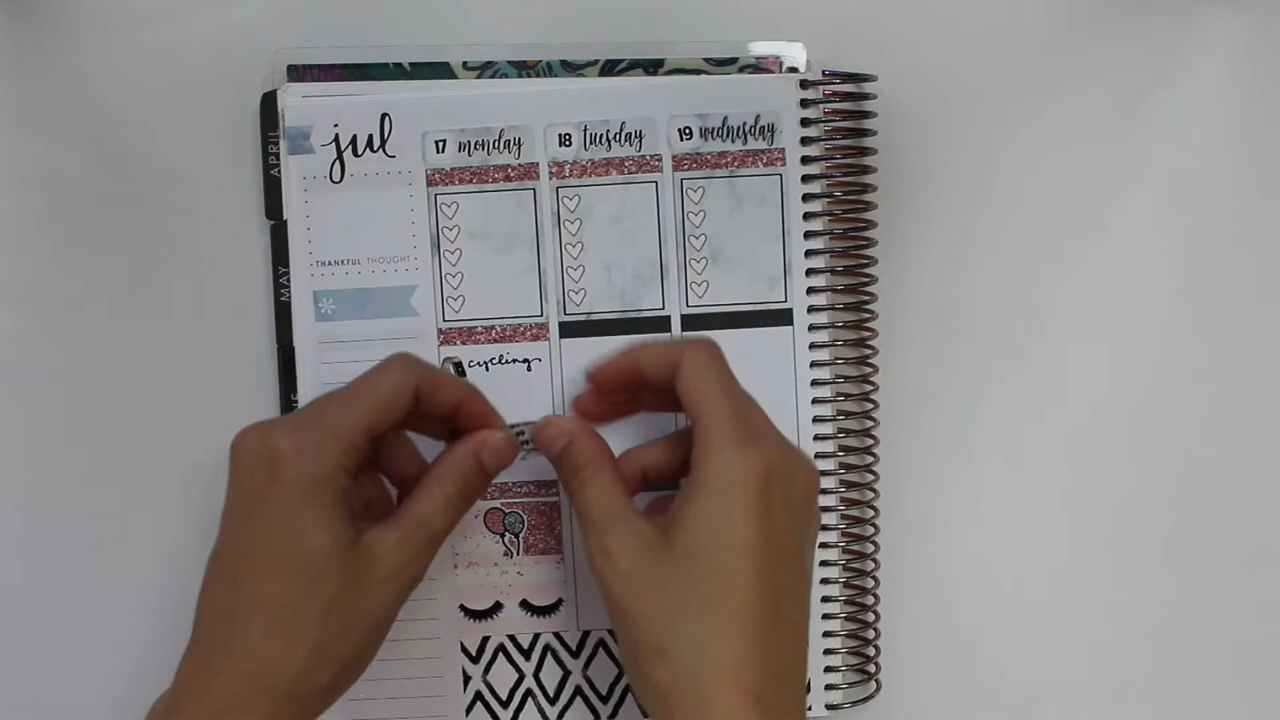 jul
17 monday
18 tuesday
19 wednesday
APRIL
MAY
THANKFUL THOUGHT
cycling